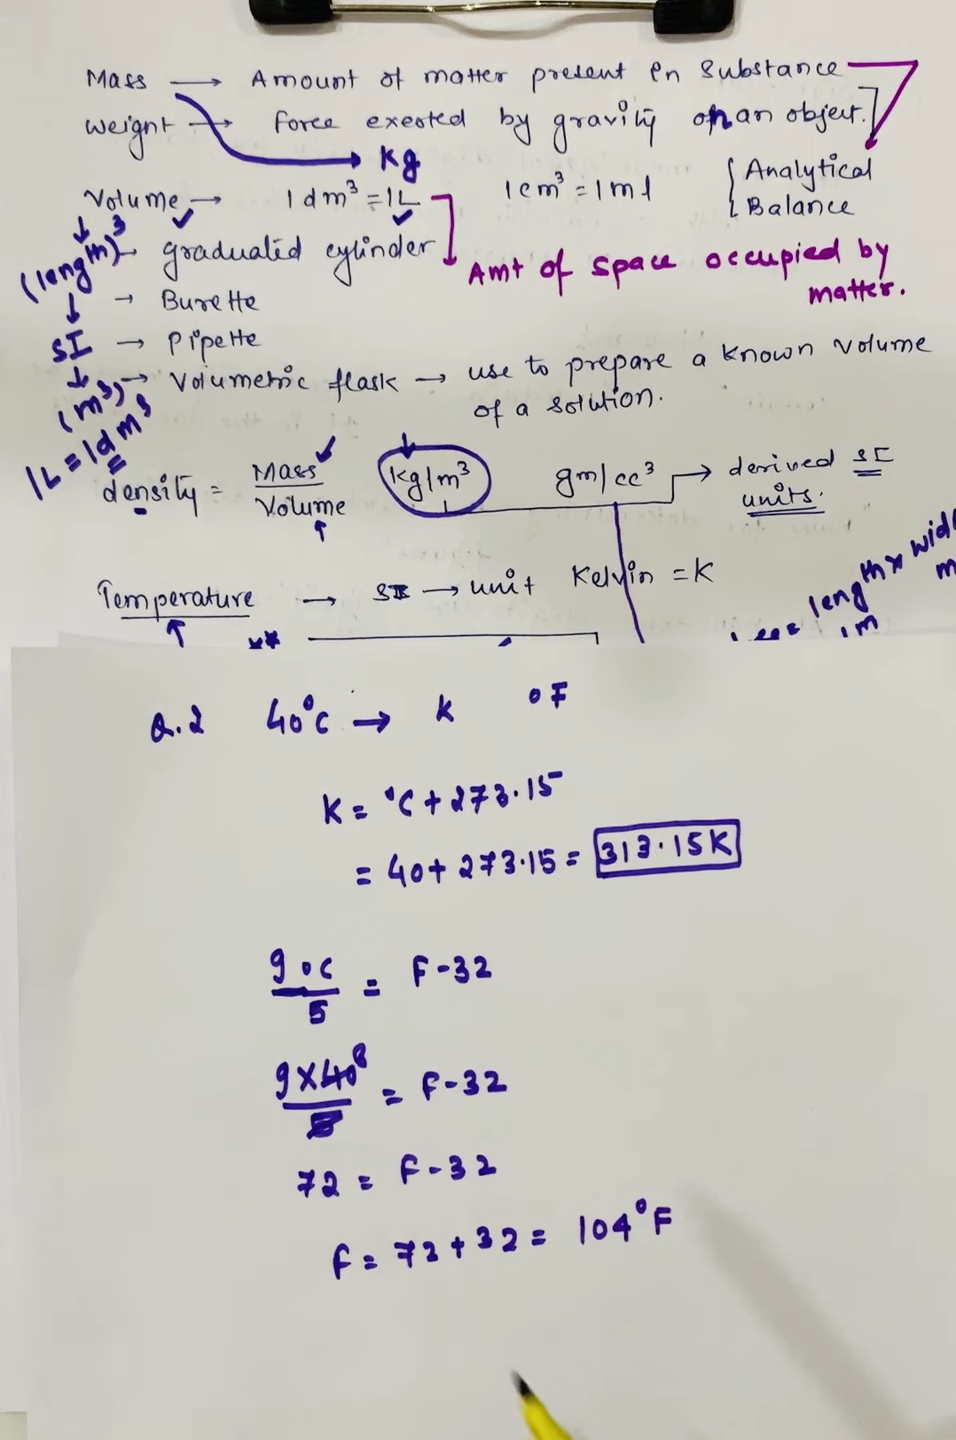 Mass → Amount of matter present in substance
Weight → force exerted by gravity on an object.
Kg
Volume → 1 dm³ = 1L 1 cm³ = 1 ml
Analytical
Balance
(length)³
graduated cylinder
Amt of space occupied by
matter.
→ Burette
SI → Pipette
→ Volumetric flask → use to prepare a known volume
of a solution.
(m³)
1L = 1dm³
density = Mass/Volume kg/m³ gm/cc³ → derived SI
units.
Temperature → SI → unit Kelvin = K
length x
1m
Q.2 40°C → K °F
K = °C + 273.15
= 40 + 273.15 = 313.15K
9°C/5 = F - 32
9 x 40 8/5 = F - 32
72 = F - 32
F = 72 + 32 = 104°F